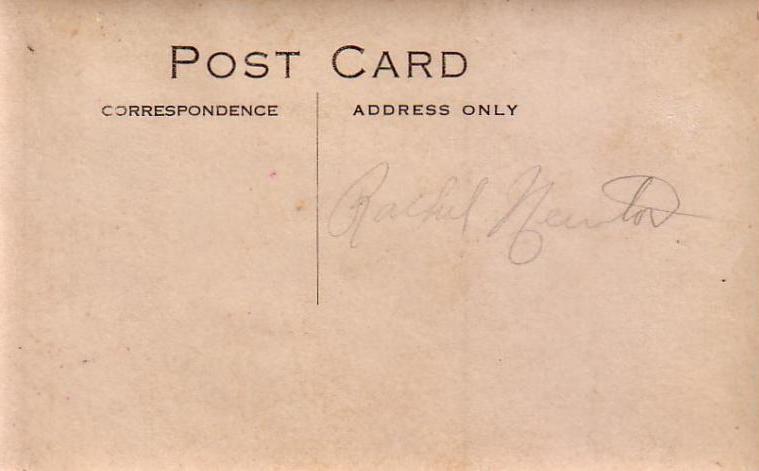 POST CARD
CORRESPONDENCE
ADDRESS ONLY
Rachel Newton